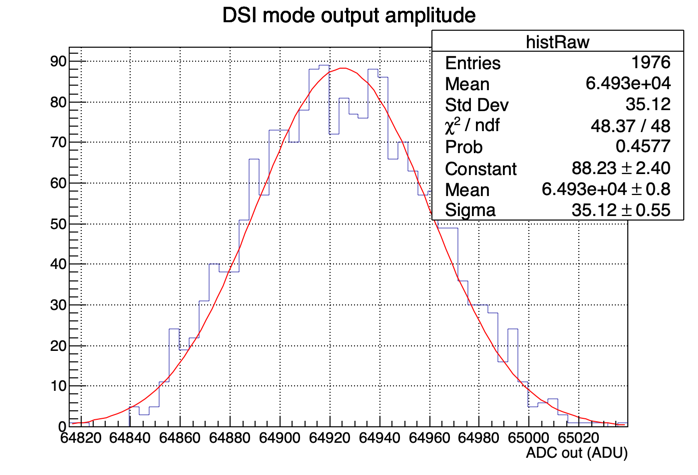 DSI mode output amplitude
histRaw
Entries 1976
Mean 6.493e+04
Std Dev 35.12
χ² / ndf 48.37 / 48
Prob 0.4577
Constant 88.23 ± 2.40
Mean 6.493e+04 ± 0.8
Sigma 35.12 ± 0.55
90
80
70
60
50
40
30
20
10
0
64820 64840 64860 64880 64900 64920 64940 64960 64980 65000 65020
ADC out (ADU)